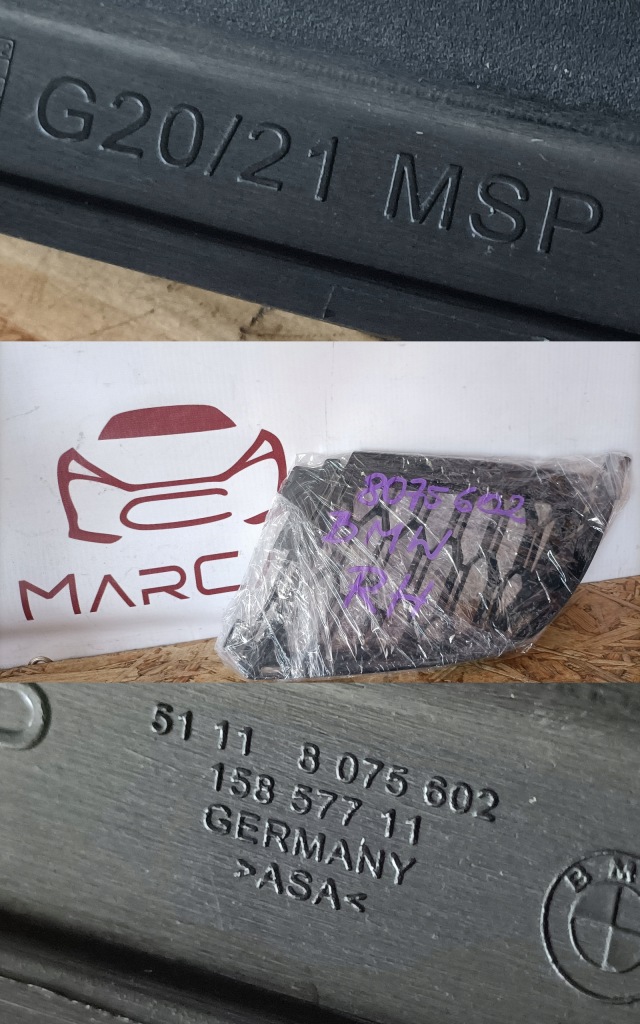 G20/21 MSP
8075602
BMW
RH
MARC
51 11 8 075 602
158 577 11
GERMANY
>ASA<
B M